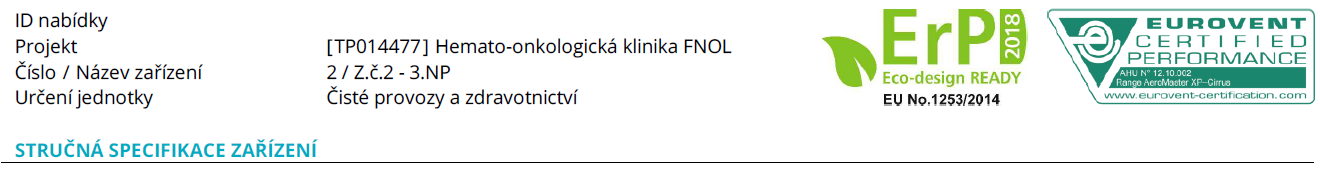 ID nabídky
Projekt [TP014477] Hemato-onkologická klinika FNOL
Číslo / Název zařízení 2 / Z.č.2 - 3.NP
Určení jednotky Čisté provozy a zdravotnictví
ErP 2018
Eco-design READY
EU No.1253/2014
EUROVENT
CERTIFIED
PERFORMANCE
AHU N° 12.10.002
Range AeroMaster XP--Cirrus
www.eurovent-certification.com
STRUČNÁ SPECIFIKACE ZAŘÍZENÍ